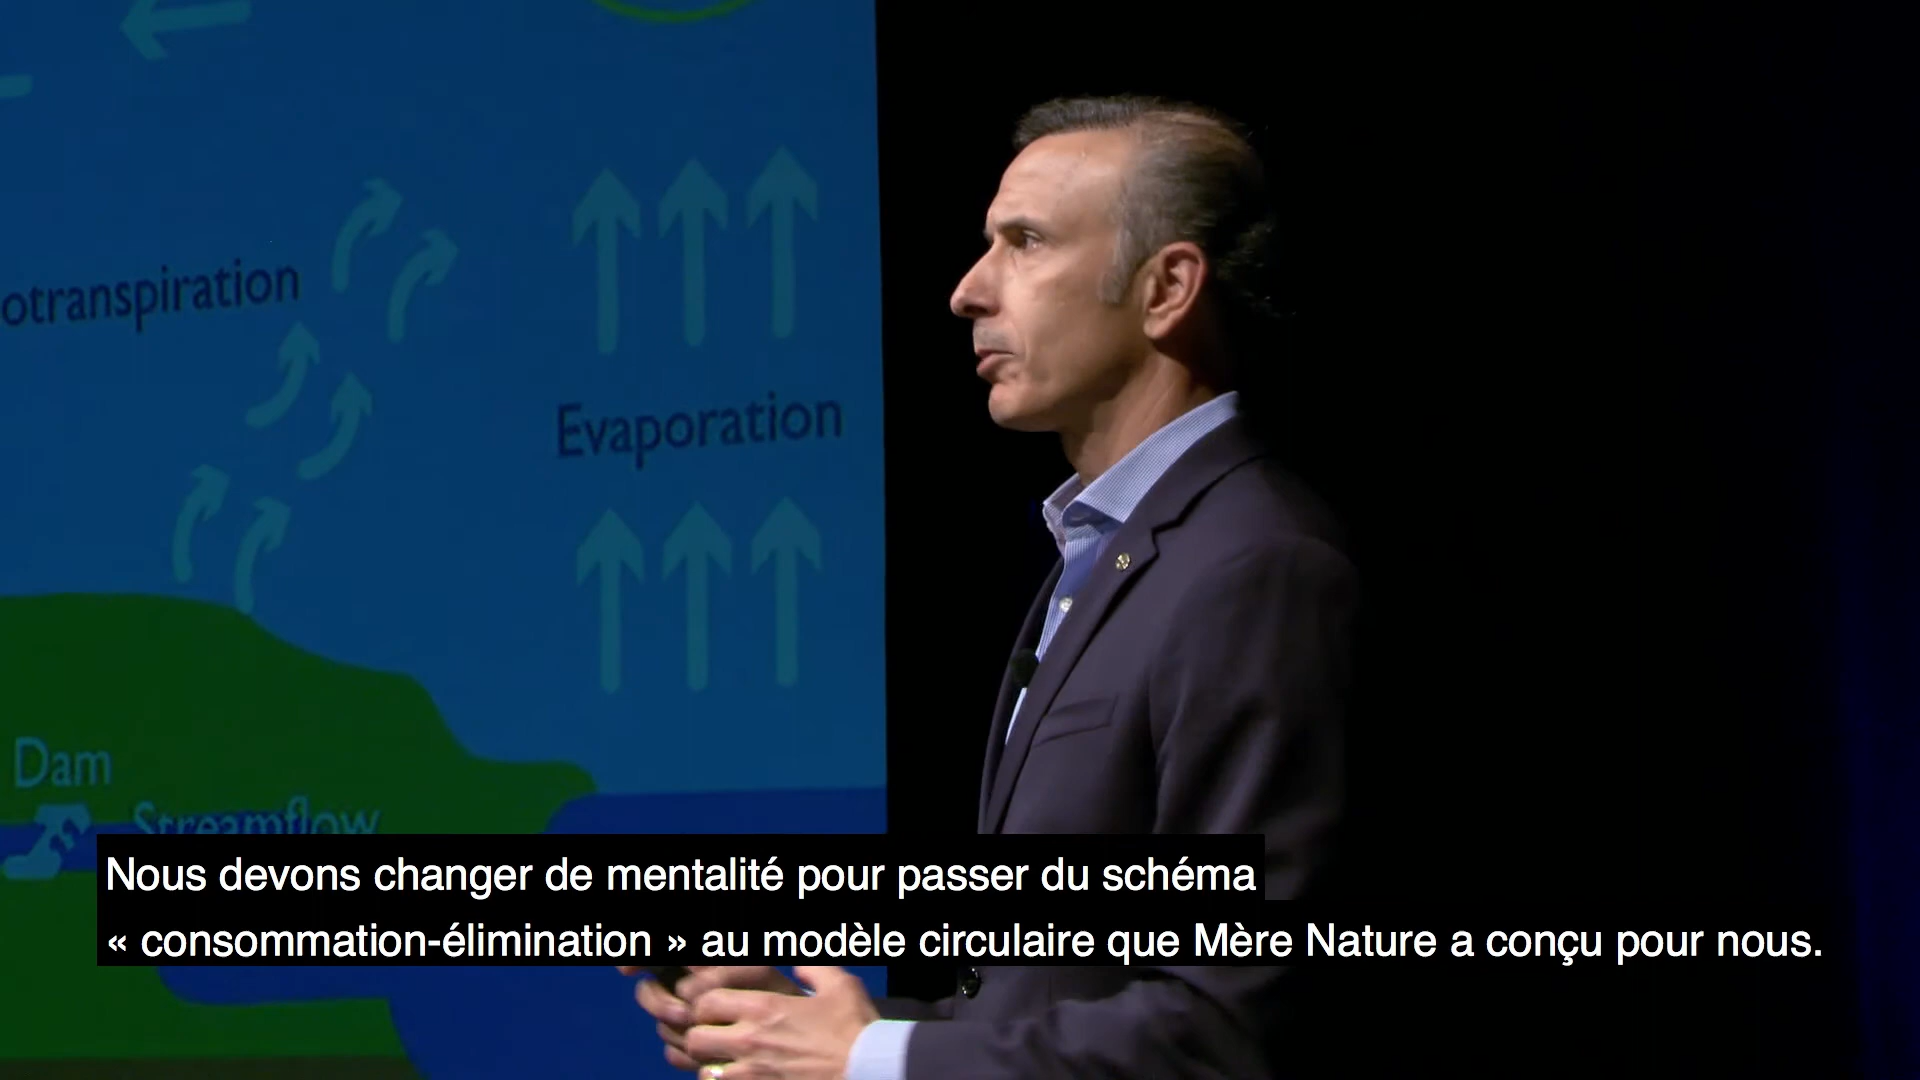 otranspiration
Evaporation
Dam
Streamflow
Nous devons changer de mentalité pour passer du schéma
« consommation-élimination » au modèle circulaire que Mère Nature a conçu pour nous.